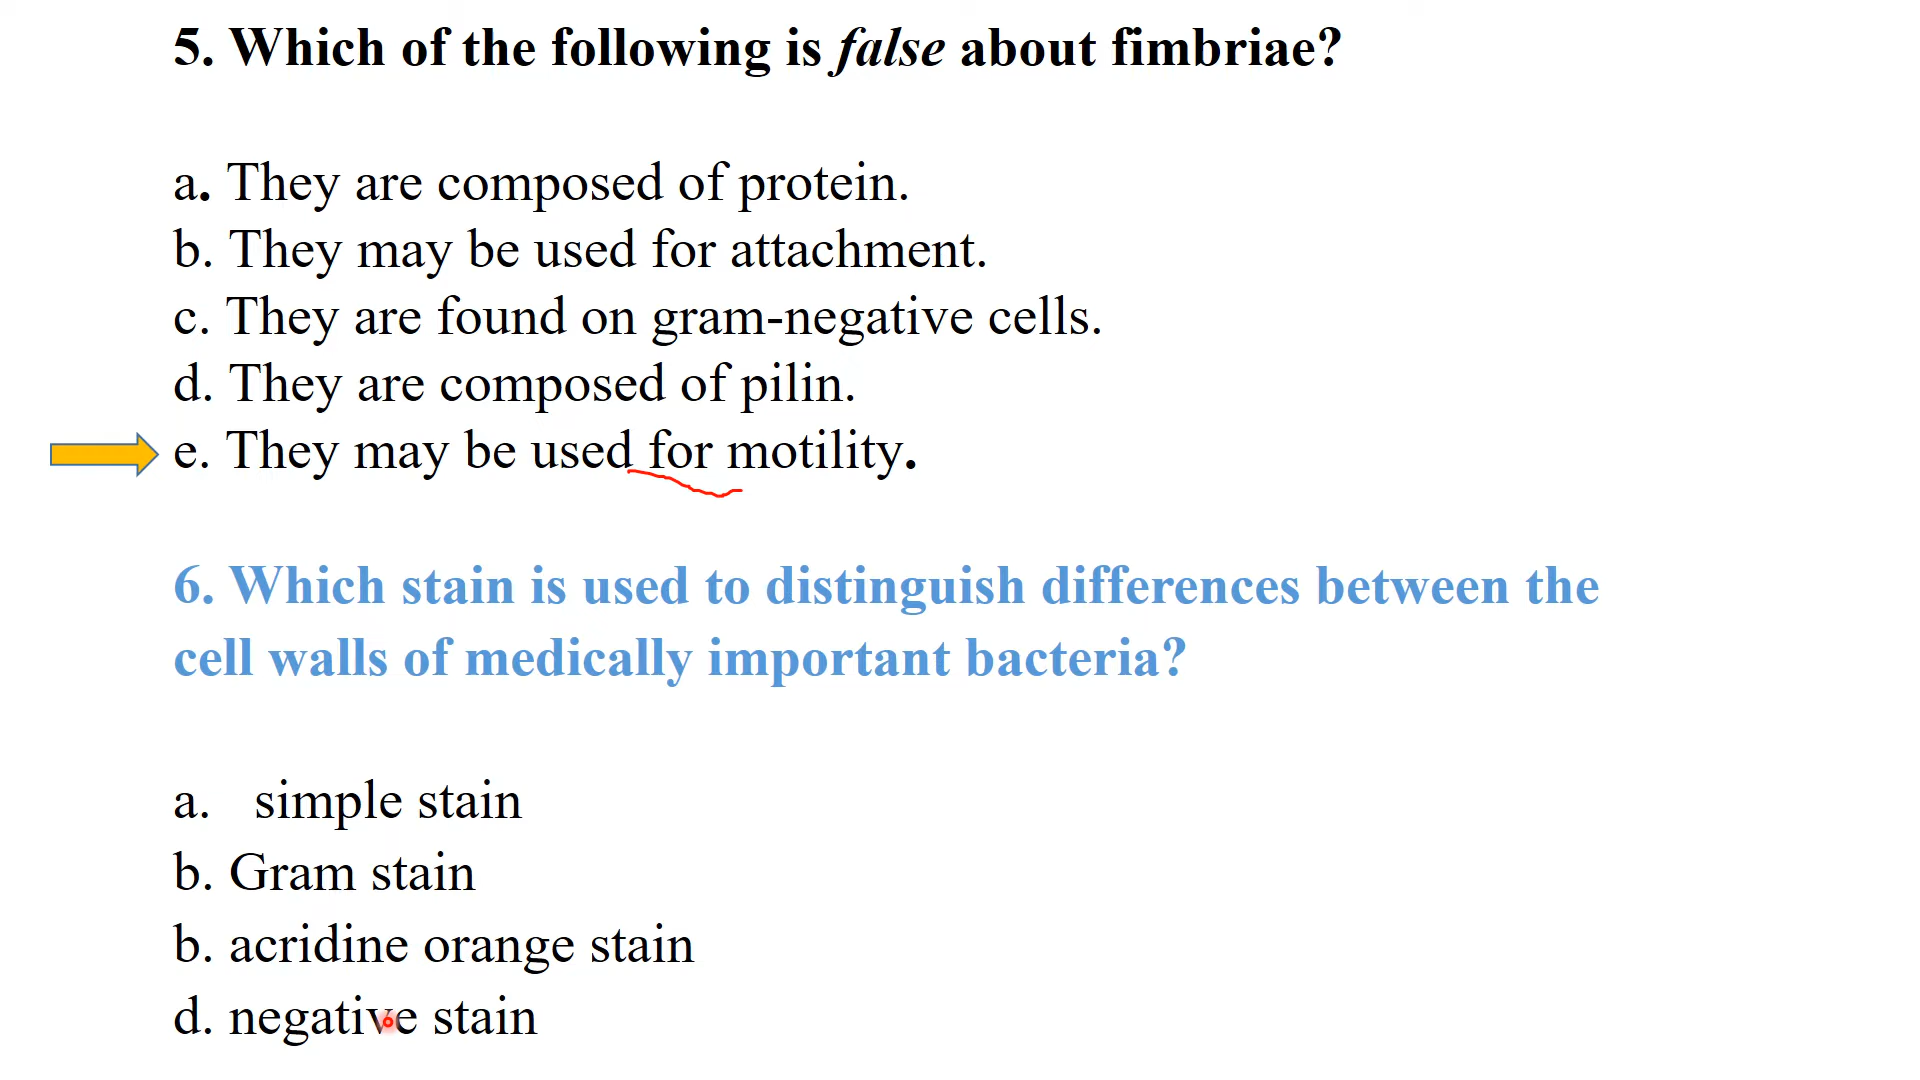 5. Which of the following is false about fimbriae?
a. They are composed of protein.
b. They may be used for attachment.
c. They are found on gram-negative cells.
d. They are composed of pilin.
e. They may be used for motility.
6. Which stain is used to distinguish differences between the
cell walls of medically important bacteria?
a. simple stain
b. Gram stain
b. acridine orange stain
d. negative stain